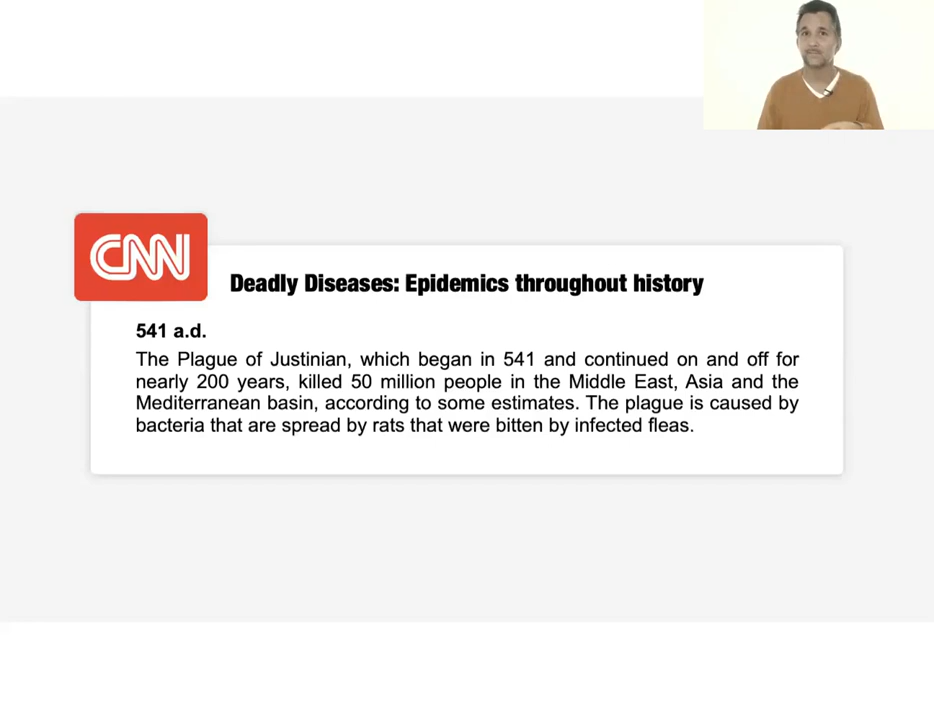 CNN
Deadly Diseases: Epidemics throughout history
541 a.d.
The Plague of Justinian, which began in 541 and continued on and off for
nearly 200 years, killed 50 million people in the Middle East, Asia and the
Mediterranean basin, according to some estimates. The plague is caused by
bacteria that are spread by rats that were bitten by infected fleas.